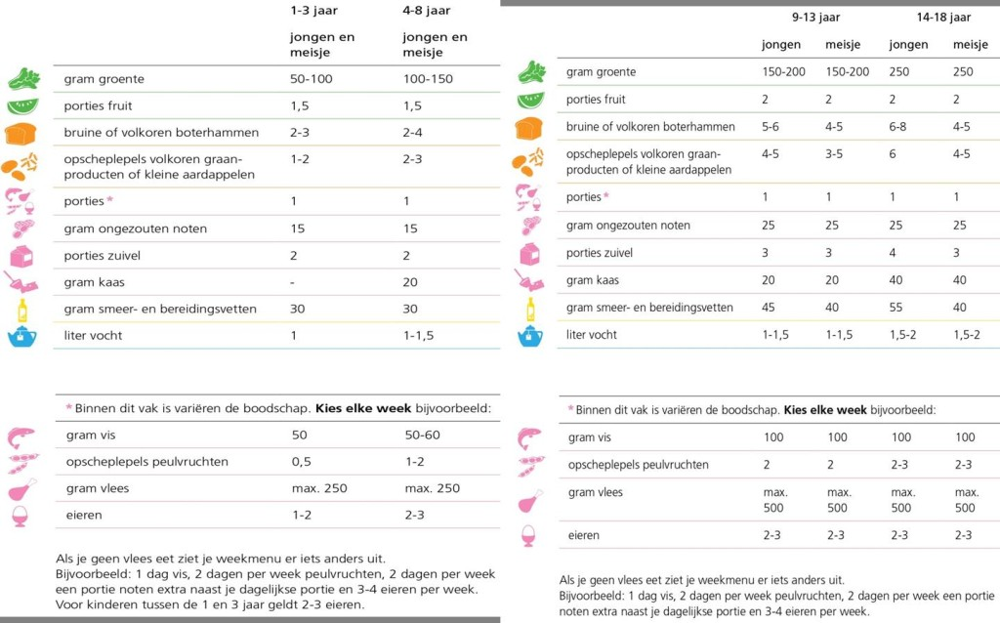 1-3 jaar 4-8 jaar
jongen en meisje jongen en meisje
gram groente 50-100 100-150
porties fruit 1,5 1,5
bruine of volkoren boterhammen 2-3 2-4
opscheplepels volkoren graan- 1-2 2-3
producten of kleine aardappelen
porties * 1 1
gram ongezouten noten 15 15
porties zuivel 2 2
gram kaas - 20
gram smeer- en bereidingsvetten 30 30
liter vocht 1 1-1,5
* Binnen dit vak is variëren de boodschap. Kies elke week bijvoorbeeld:
gram vis 50 50-60
opscheplepels peulvruchten 0,5 1-2
gram vlees max. 250 max. 250
eieren 1-2 2-3
Als je geen vlees eet ziet je weekmenu er iets anders uit.
Bijvoorbeeld: 1 dag vis, 2 dagen per week peulvruchten, 2 dagen per week
een portie noten extra naast je dagelijkse portie en 3-4 eieren per week.
Voor kinderen tussen de 1 en 3 jaar geldt 2-3 eieren.
9-13 jaar 14-18 jaar
jongen meisje jongen meisje
gram groente 150-200 150-200 250 250
porties fruit 2 2 2 2
bruine of volkoren boterhammen 5-6 4-5 6-8 4-5
opscheplepels volkoren graan- 4-5 3-5 6 4-5
producten of kleine aardappelen
porties * 1 1 1 1
gram ongezouten noten 25 25 25 25
porties zuivel 3 3 4 3
gram kaas 20 20 40 40
gram smeer- en bereidingsvetten 45 40 55 40
liter vocht 1-1,5 1-1,5 1,5-2 1,5-2
* Binnen dit vak is variëren de boodschap. Kies elke week bijvoorbeeld:
gram vis 100 100 100 100
opscheplepels peulvruchten 2 2 2-3 2-3
gram vlees max. 500 max. 500 max. 500 max. 500
eieren 2-3 2-3 2-3 2-3
Als je geen vlees eet ziet je weekmenu er iets anders uit.
Bijvoorbeeld: 1 dag vis, 2 dagen per week peulvruchten, 2 dagen per week een portie
noten extra naast je dagelijkse portie en 3-4 eieren per week.